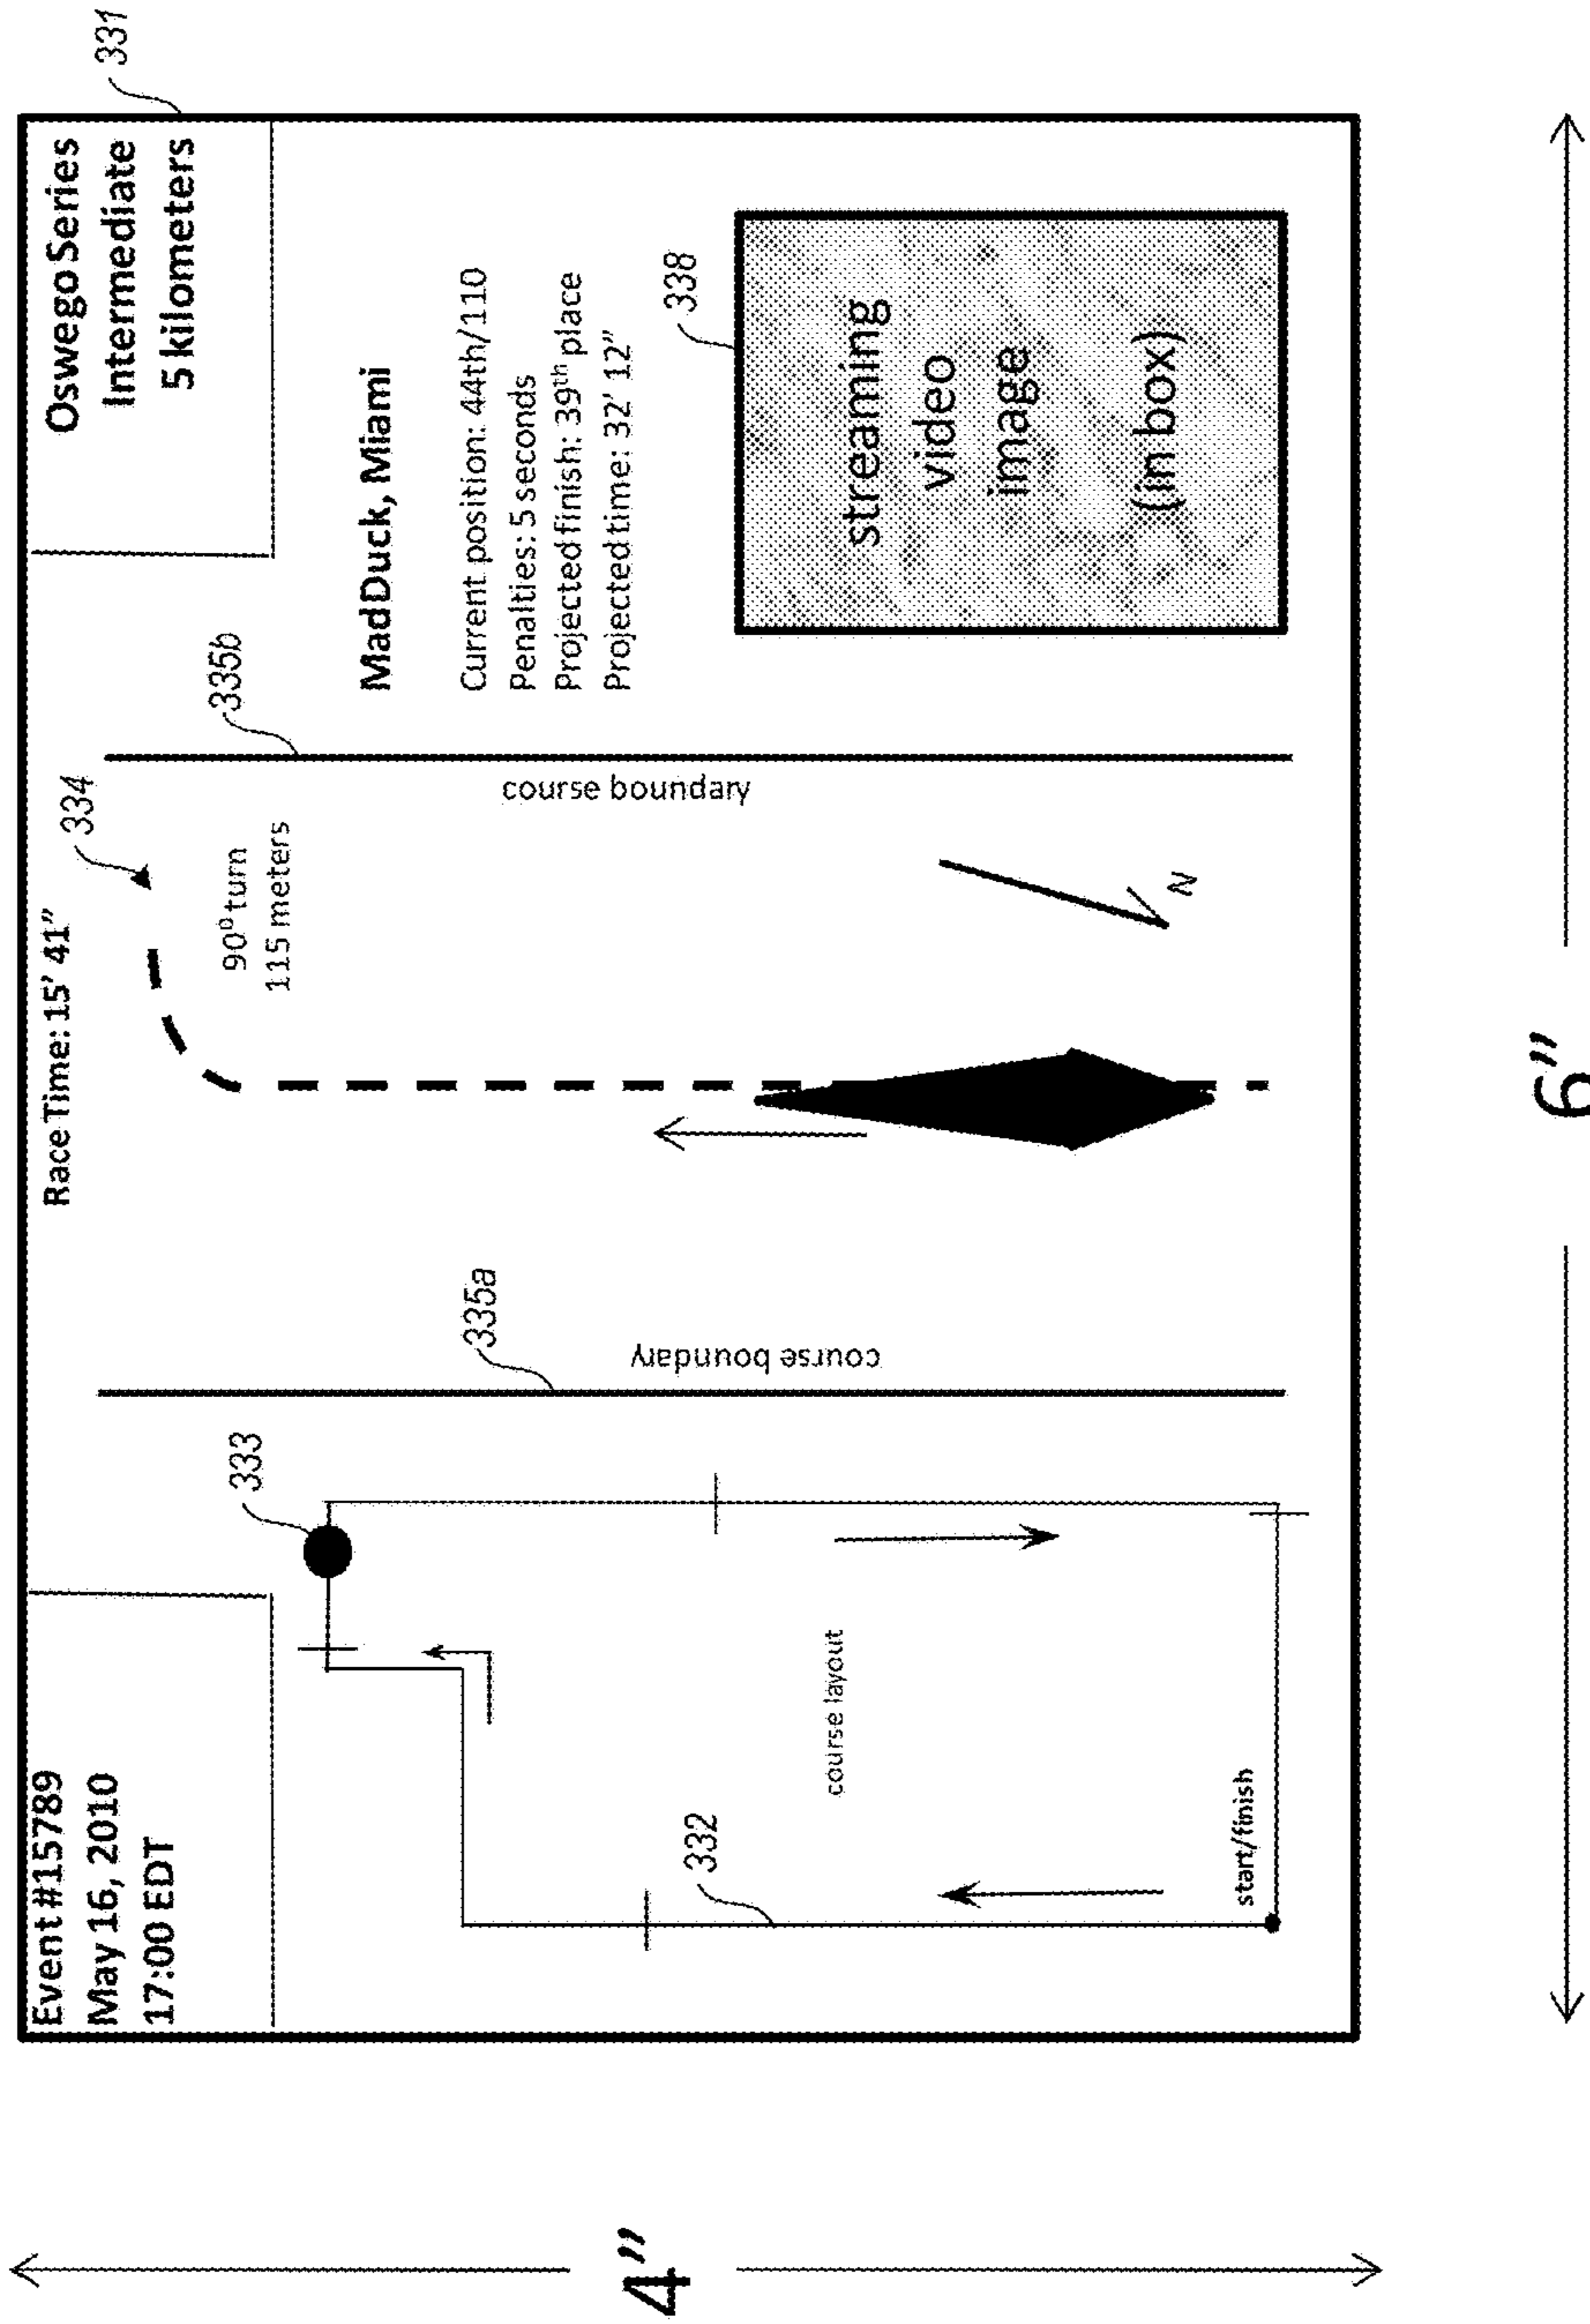 Event #15789
May 16, 2010
17:00 EDT
Race Time: 15’ 41”
Oswego Series
Intermediate
5 kilometers
331
333
332
course layout
start/finish
335a
course boundary
334
90⁰ turn
115 meters
N
335b
course boundary
MadDuck, Miami
Current position: 44th/110
Penalties: 5 seconds
Projected finish: 39th place
Projected time: 32’ 12”
338
streaming
video
image
(in box)
4”
6”